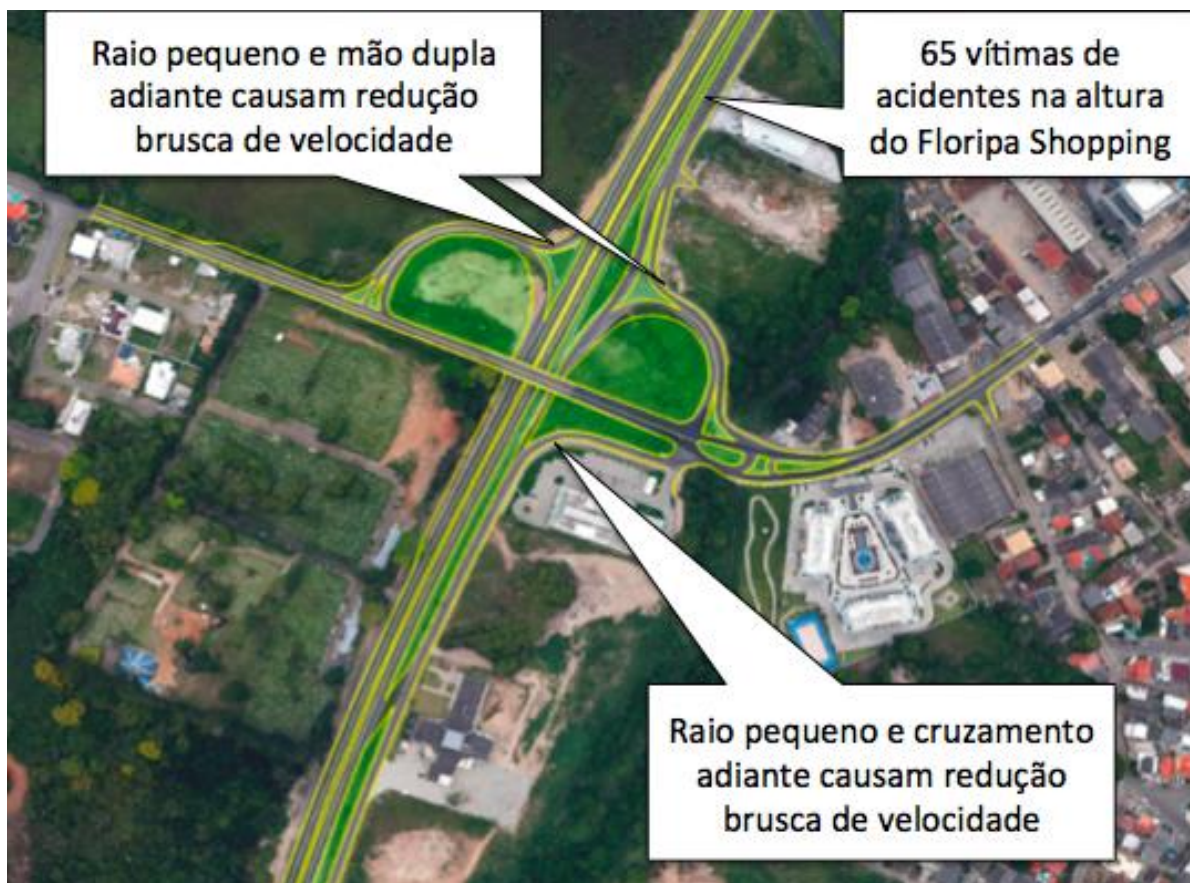 Raio pequeno e mão dupla
adiante causam redução
brusca de velocidade
65 vítimas de
acidentes na altura
do Floripa Shopping
Raio pequeno e cruzamento
adiante causam redução
brusca de velocidade